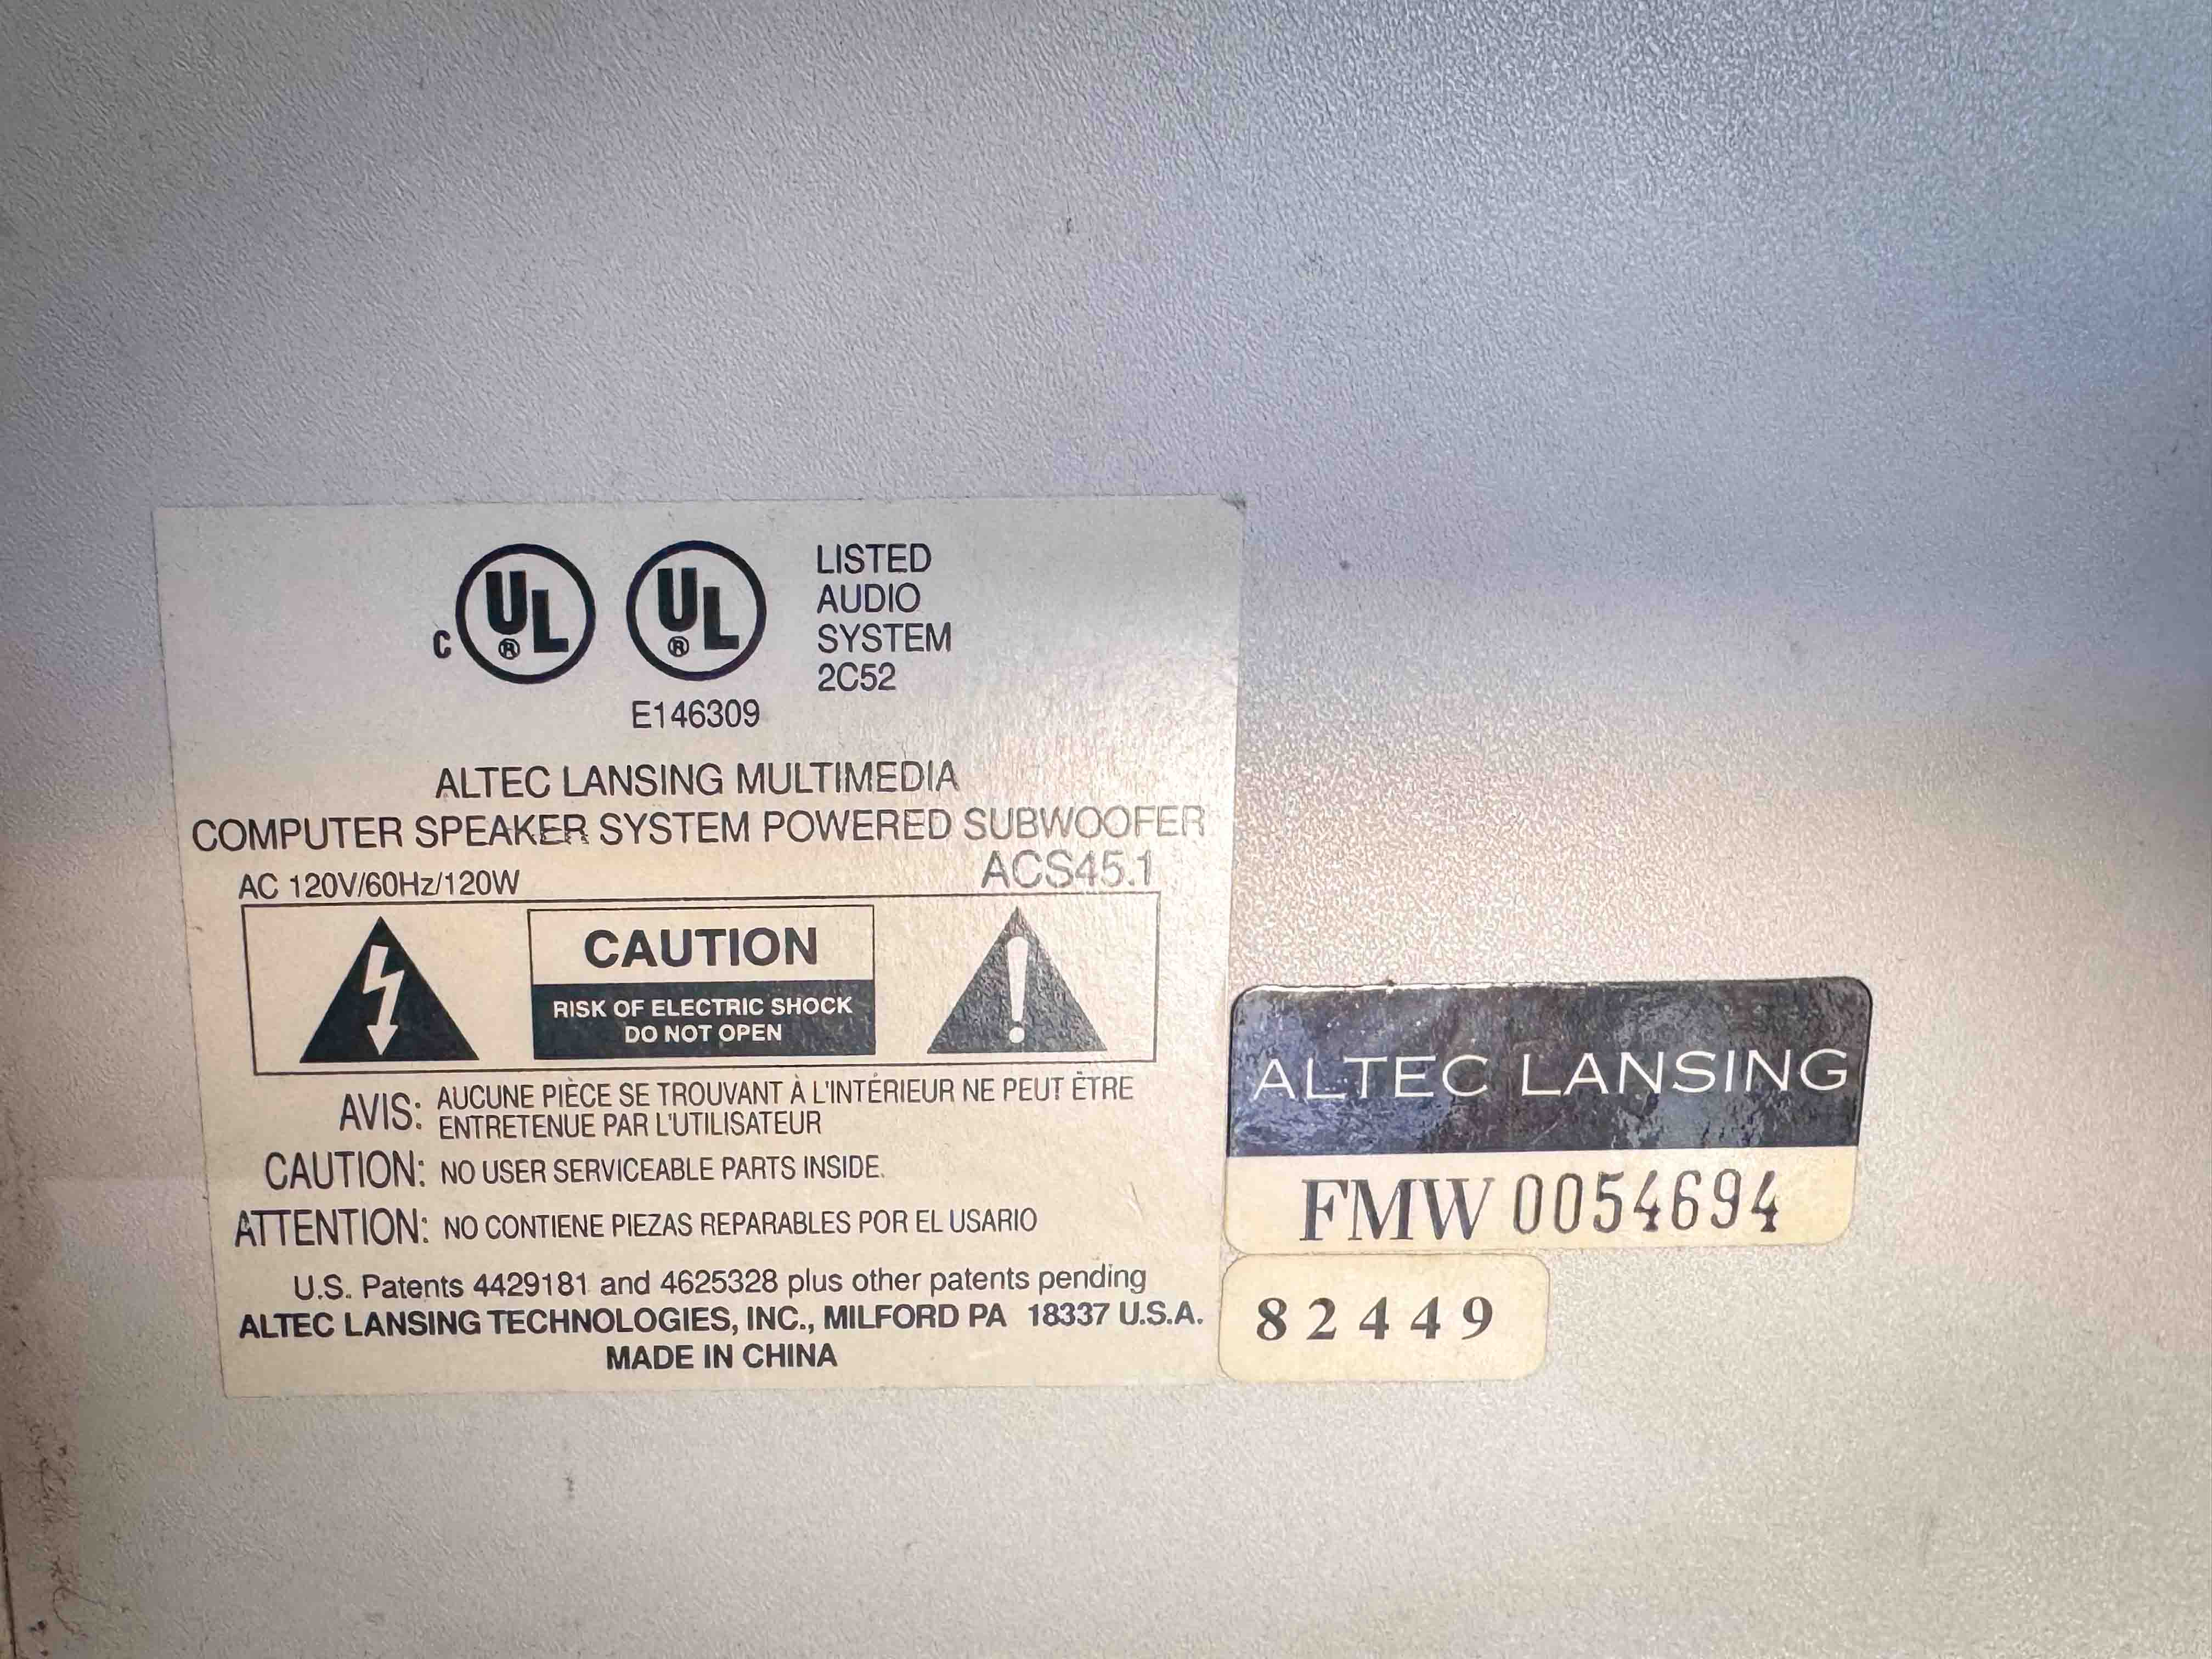 LISTED
AUDIO
SYSTEM
2C52
C UL® UL®
E146309
ALTEC LANSING MULTIMEDIA
COMPUTER SPEAKER SYSTEM POWERED SUBWOOFER
AC 120V/60Hz/120W ACS45.1
CAUTION
RISK OF ELECTRIC SHOCK
DO NOT OPEN
AVIS: AUCUNE PIÈCE SE TROUVANT À L'INTÉRIEUR NE PEUT ÊTRE
ENTRETENUE PAR L'UTILISATEUR
CAUTION: NO USER SERVICEABLE PARTS INSIDE.
ATTENTION: NO CONTIENE PIEZAS REPARABLES POR EL USARIO
U.S. Patents 4429181 and 4625328 plus other patents pending
ALTEC LANSING TECHNOLOGIES, INC., MILFORD PA 18337 U.S.A.
MADE IN CHINA
ALTEC LANSING
FMW 0054694
82449